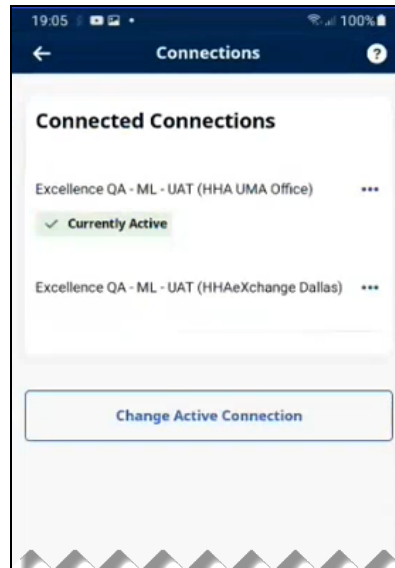 19:05
100%
Connections
?
Connected Connections
Excellence QA - ML - UAT (HHA UMA Office)
Currently Active
Excellence QA - ML - UAT (HHAeXchange Dallas)
Change Active Connection